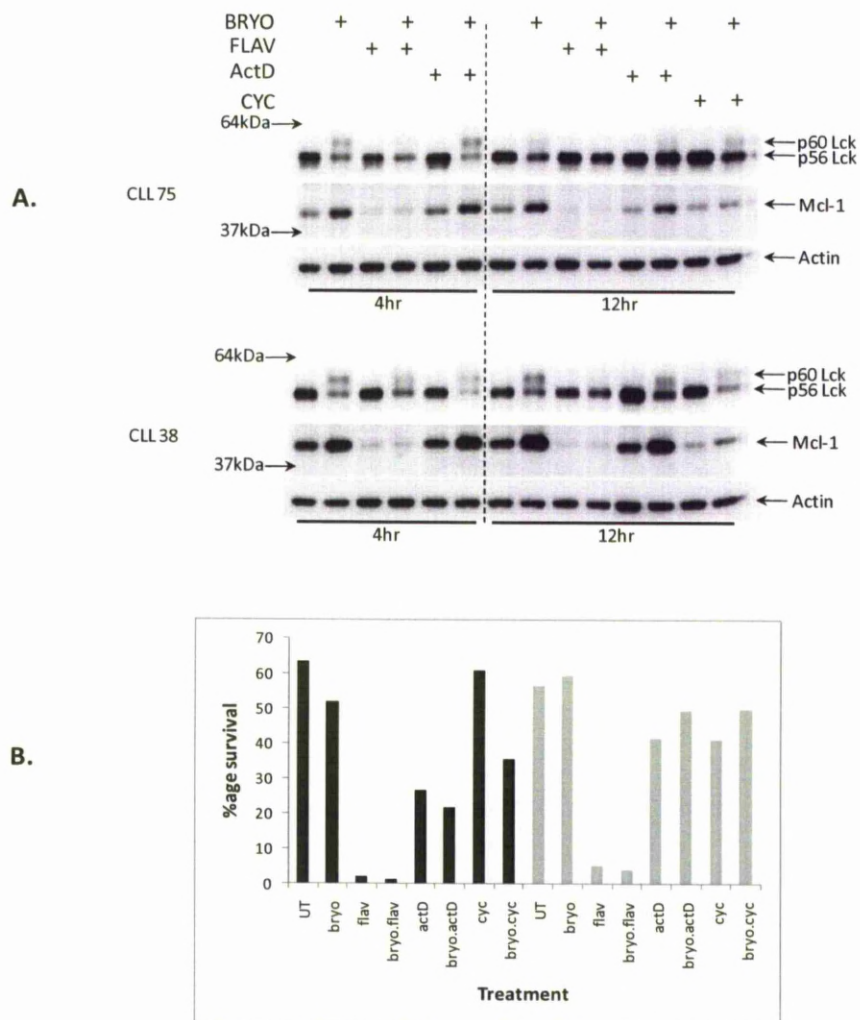 BRYO + + + + + + +
FLAV + + + +
ActD + + + +
CYC + +
64kDa
p60 Lck
p56 Lck
A.
CLL 75
Mcl-1
37kDa
Actin
4hr 12hr
64kDa
p60 Lck
p56 Lck
CLL 38
Mcl-1
37kDa
Actin
4hr 12hr
B.
%age survival
70
60
50
40
30
20
10
0
UT bryo flav bryo.flav actD bryo.actD cyc bryo.cyc UT bryo flav bryo.flav actD bryo.actD cyc bryo.cyc
Treatment